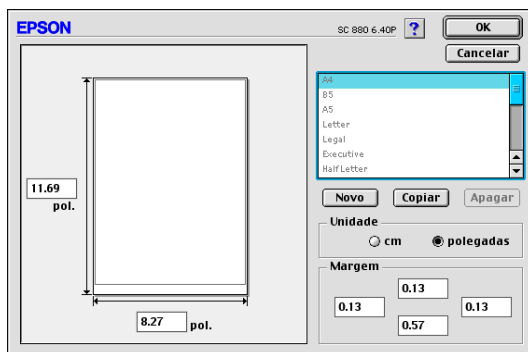 EPSON
SC 880 6.40P ? OK
Cancelar
A4
B5
A5
Letter
Legal
Executive
Half Letter
11.69
pol.
8.27 pol.
Novo Copiar Apagar
Unidade
cm polegadas
Margem
0.13
0.13 0.13
0.57